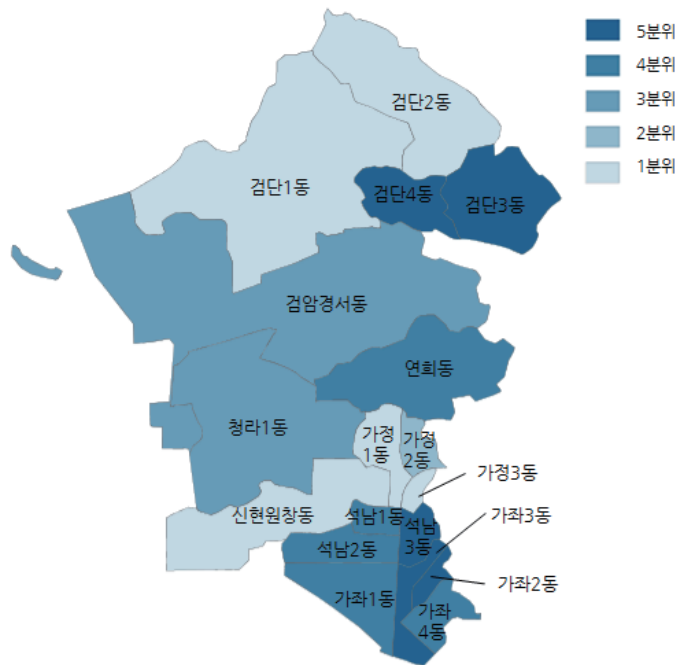 5분위
4분위
3분위
2분위
1분위
검단2동
검단1동
검단4동
검단3동
검암경서동
연희동
청라1동
가정
1동
가정
2동
가정3동
신현원창동
석남1동
석남
3동
가좌3동
석남2동
가좌2동
가좌1동
가좌
4동